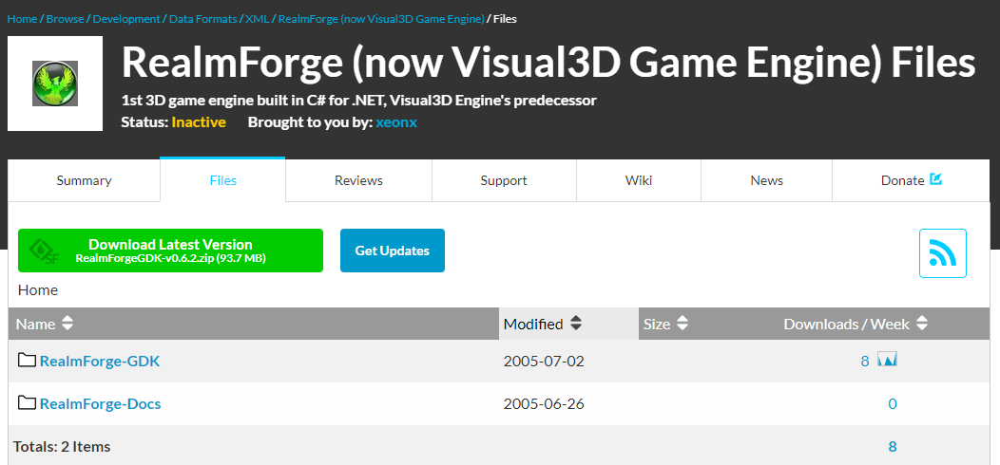 Home / Browse / Development / Data Formats / XML / RealmForge (now Visual3D Game Engine) / Files
RealmForge (now Visual3D Game Engine) Files
1st 3D game engine built in C# for .NET, Visual3D Engine's predecessor
Status: Inactive Brought to you by: xeonx
Summary Files Reviews Support Wiki News Donate
Download Latest Version
RealmForgeGDK-v0.6.2.zip (93.7 MB)
SF
Get Updates
Home
Name Modified Size Downloads / Week
RealmForge-GDK 2005-07-02 8
RealmForge-Docs 2005-06-26 0
Totals: 2 Items 8